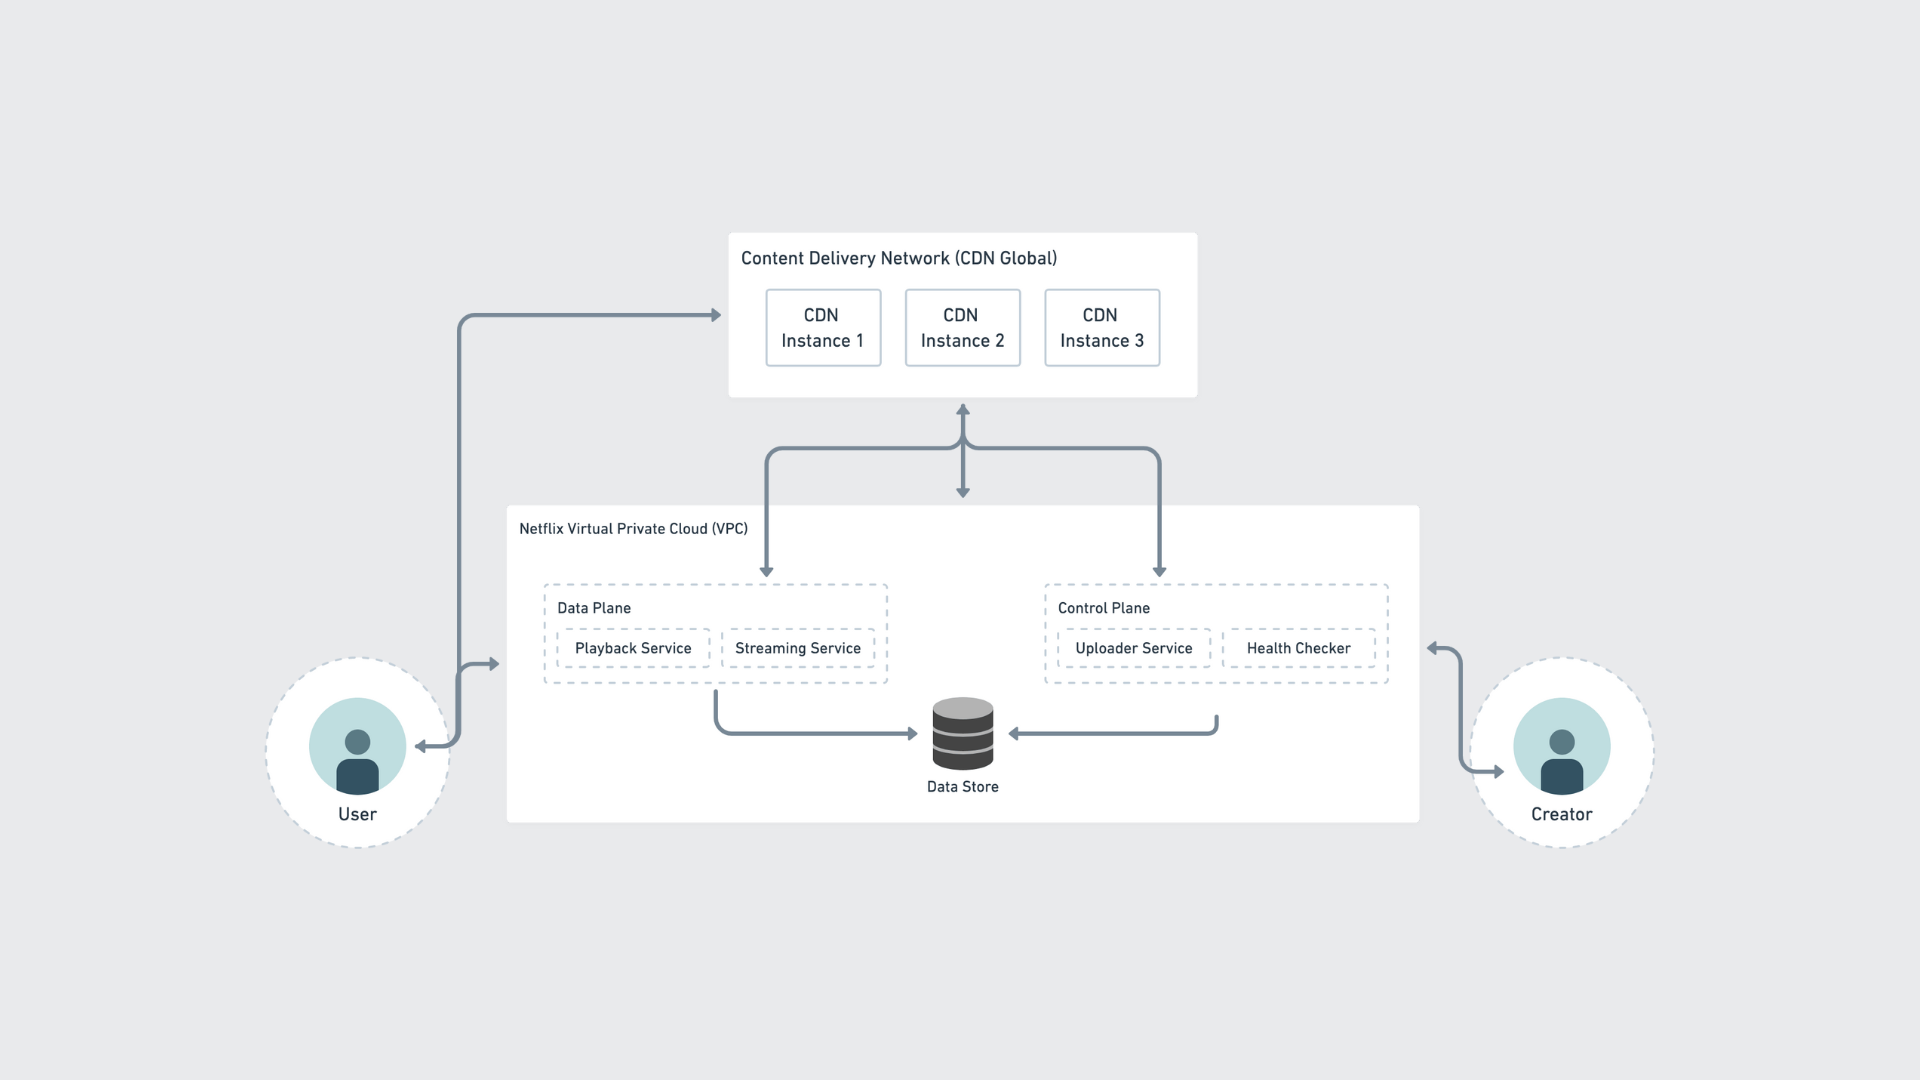 Content Delivery Network (CDN Global)
CDN
Instance 1
CDN
Instance 2
CDN
Instance 3
Netflix Virtual Private Cloud (VPC)
Data Plane
Playback Service
Streaming Service
Control Plane
Uploader Service
Health Checker
Data Store
User
Creator